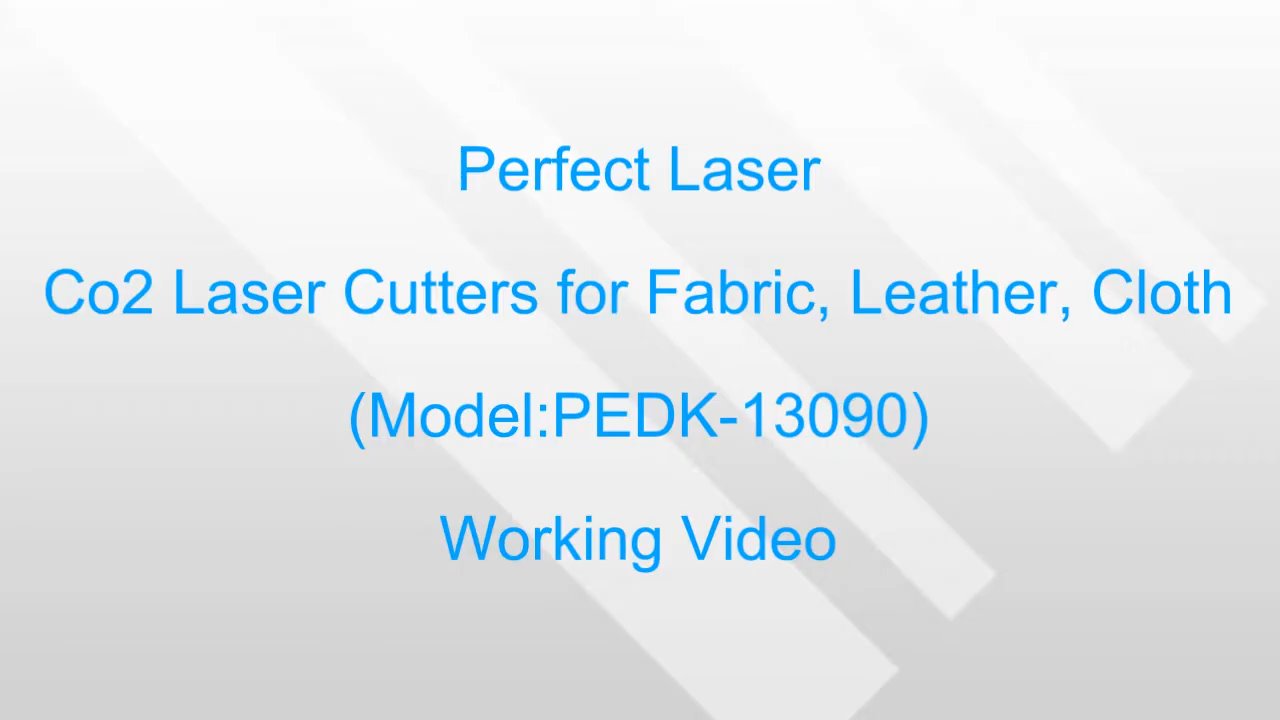 Perfect Laser
Co2 Laser Cutters for Fabric, Leather, Cloth
(Model:PEDK-13090)
Working Video